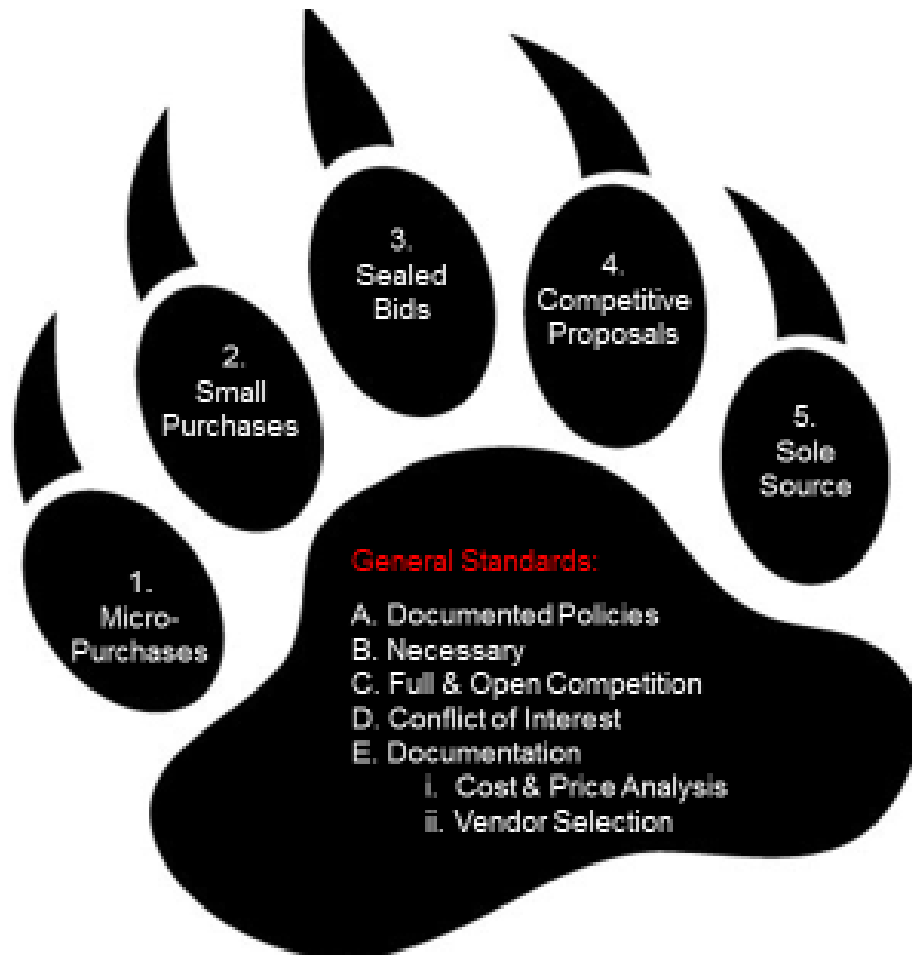 1.
Micro-
Purchases
2.
Small
Purchases
3.
Sealed
Bids
4.
Competitive
Proposals
5.
Sole
Source
General Standards:
A. Documented Policies
B. Necessary
C. Full & Open Competition
D. Conflict of Interest
E. Documentation
i. Cost & Price Analysis
ii. Vendor Selection